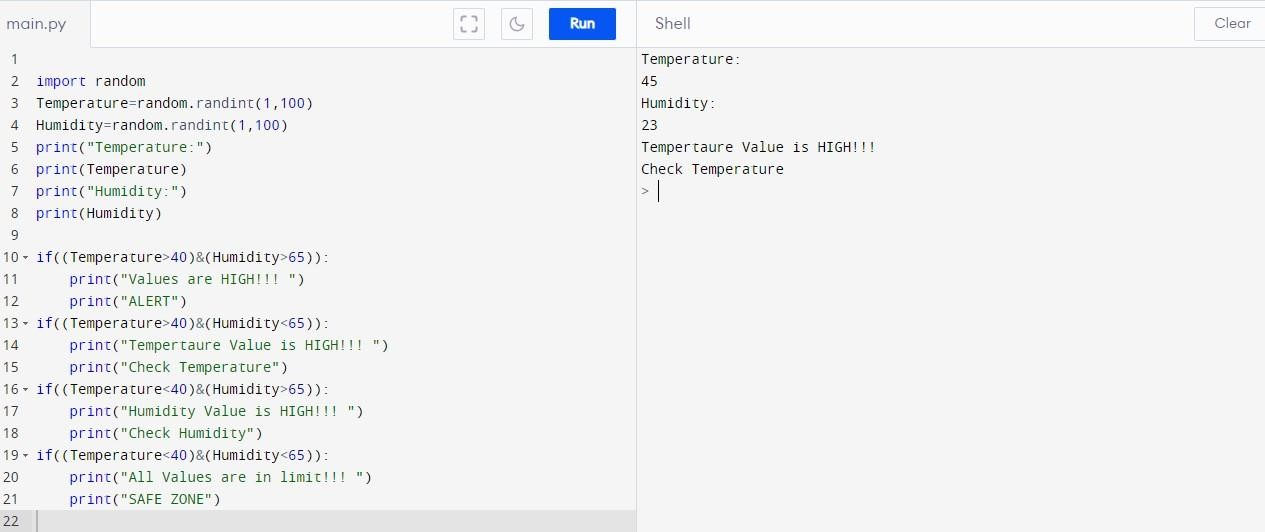 main.py
Run
Shell
Clear
1
2 import random
3 Temperature=random.randint(1,100)
4 Humidity=random.randint(1,100)
5 print("Temperature:")
6 print(Temperature)
7 print("Humidity:")
8 print(Humidity)
9
10 if((Temperature>40)&(Humidity>65)):
11     print("Values are HIGH!!! ")
12     print("ALERT")
13 if((Temperature>40)&(Humidity<65)):
14     print("Tempertaure Value is HIGH!!! ")
15     print("Check Temperature")
16 if((Temperature<40)&(Humidity>65)):
17     print("Humidity Value is HIGH!!! ")
18     print("Check Humidity")
19 if((Temperature<40)&(Humidity<65)):
20     print("All Values are in limit!!! ")
21     print("SAFE ZONE")
22
Temperature:
45
Humidity:
23
Tempertaure Value is HIGH!!!
Check Temperature
>